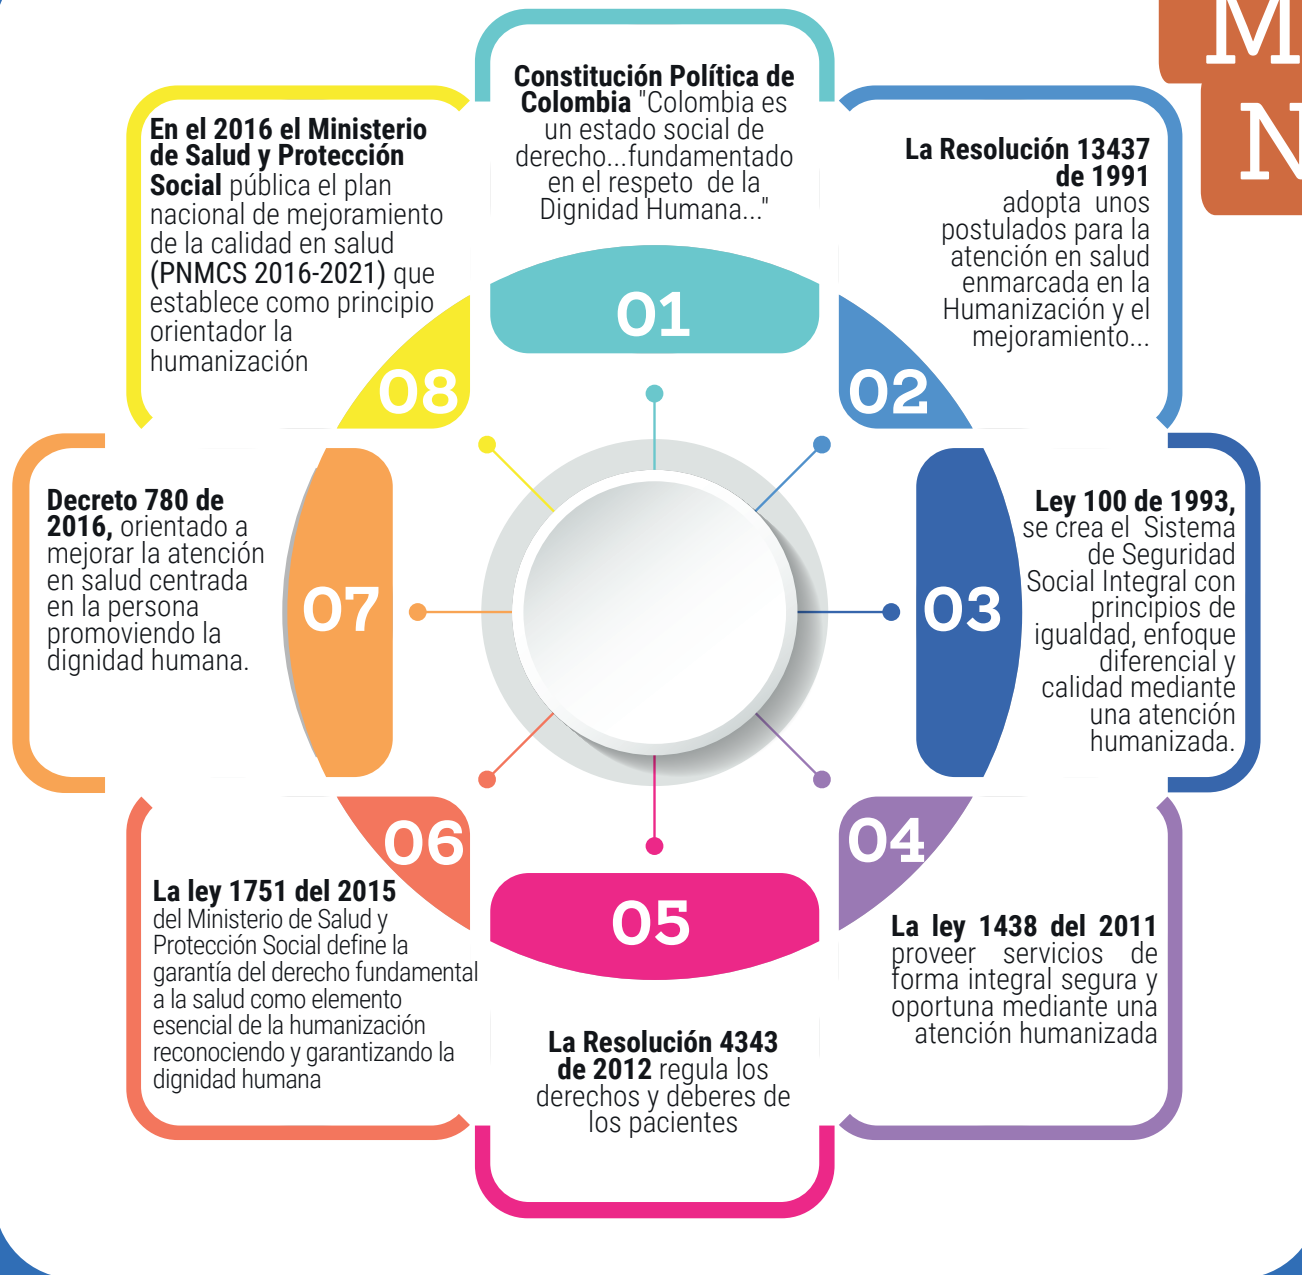 M
N
Constitución Política de
Colombia "Colombia es
un estado social de
derecho...fundamentado
en el respeto de la
Dignidad Humana..."
01
La Resolución 13437
de 1991
adopta unos
postulados para la
atención en salud
enmarcada en la
Humanización y el
mejoramiento...
02
Ley 100 de 1993,
se crea el Sistema
de Seguridad
Social Integral con
principios de
igualdad, enfoque
diferencial y
calidad mediante
una atención
humanizada.
03
04
La ley 1438 del 2011
proveer servicios de
forma integral segura y
oportuna mediante una
atención humanizada
05
La Resolución 4343
de 2012 regula los
derechos y deberes de
los pacientes
06
La ley 1751 del 2015
del Ministerio de Salud y
Protección Social define la
garantía del derecho fundamental
a la salud como elemento
esencial de la humanización
reconociendo y garantizando la
dignidad humana
07
Decreto 780 de
2016, orientado a
mejorar la atención
en salud centrada
en la persona
promoviendo la
dignidad humana.
08
En el 2016 el Ministerio
de Salud y Protección
Social pública el plan
nacional de mejoramiento
de la calidad en salud
(PNMCS 2016-2021) que
establece como principio
orientador la
humanización